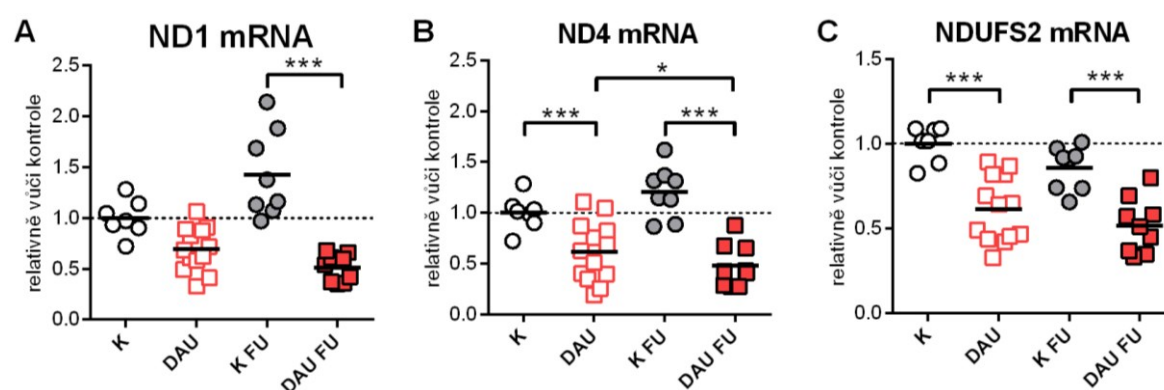 A
ND1 mRNA
relativně vůči kontrole
2.5
2.0
1.5
1.0
0.5
0.0
***
K
DAU
K FU
DAU FU
B
ND4 mRNA
relativně vůči kontrole
2.5
2.0
1.5
1.0
0.5
0.0
*
***
***
K
DAU
K FU
DAU FU
C
NDUFS2 mRNA
relativně vůči kontrole
1.5
1.0
0.5
0.0
***
***
K
DAU
K FU
DAU FU